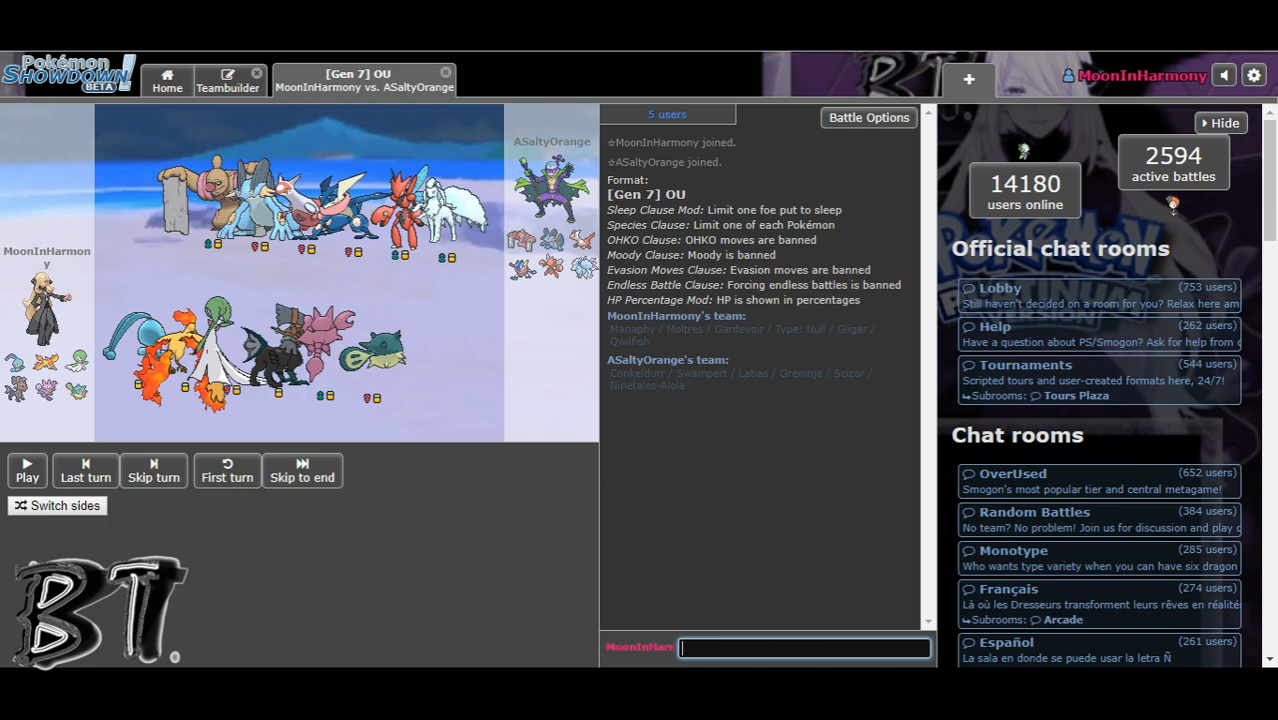 Pokémon
SHOWDOWN!
BETA
Home
Teambuilder
[Gen 7] OU
MoonInHarmony vs. ASaltyOrange
+
MoonInHarmony
MoonInHarmon
y
ASaltyOrange
5 users
Battle Options
☆MoonInHarmony joined.
☆ASaltyOrange joined.
Format:
[Gen 7] OU
Sleep Clause Mod: Limit one foe put to sleep
Species Clause: Limit one of each Pokémon
OHKO Clause: OHKO moves are banned
Moody Clause: Moody is banned
Evasion Moves Clause: Evasion moves are banned
Endless Battle Clause: Forcing endless battles is banned
HP Percentage Mod: HP is shown in percentages
MoonInHarmony's team:
Manaphy / Moltres / Gardevoir / Type: Null / Gligar /
Qwilfish
ASaltyOrange's team:
Conkeldurr / Swampert / Latias / Greninja / Scizor /
Ninetales-Alola
MoonInHarr
Play
Last turn
Skip turn
First turn
Skip to end
Switch sides
BT.
BT
Hide
14180
users online
2594
active battles
Official chat rooms
Lobby (753 users)
Still haven't decided on a room for you? Relax here am
Help (262 users)
Have a question about PS/Smogon? Ask for help from o
Tournaments (544 users)
Scripted tours and user-created formats here, 24/7!
Subrooms: Tours Plaza
Chat rooms
OverUsed (652 users)
Smogon's most popular tier and central metagame!
Random Battles (384 users)
No team? No problem! Join us for discussion and play o
Monotype (285 users)
Who wants type variety when you can have six dragon
Français (274 users)
Là où les Dresseurs transforment leurs rêves en réalité
Subrooms: Arcade
Español (261 users)
La sala en donde se puede usar la letra Ñ